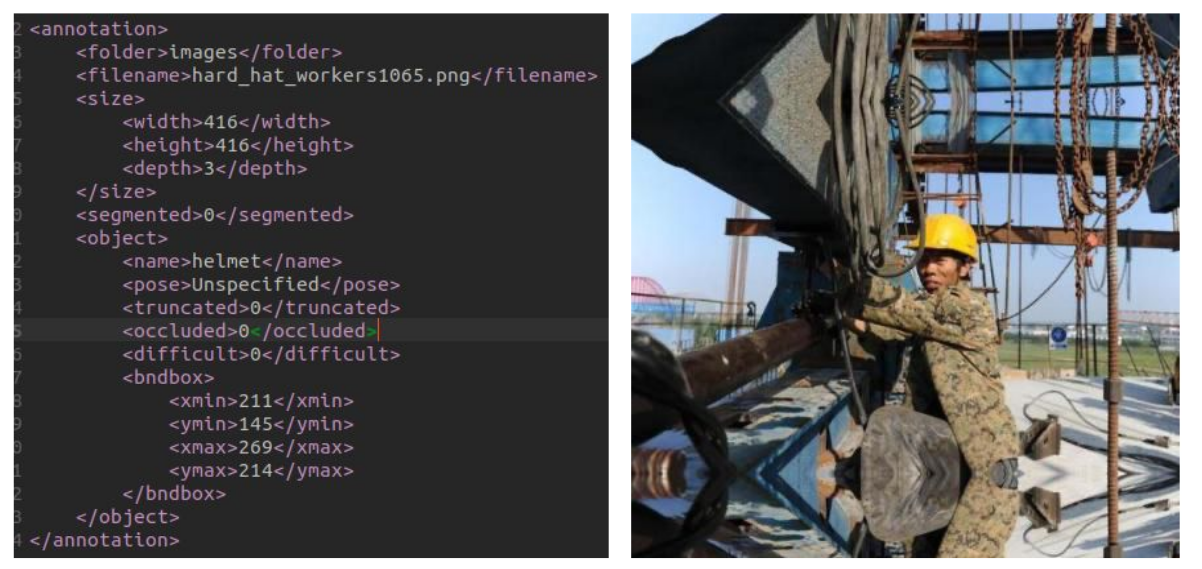 2 <annotation>
3 <folder>images</folder>
4 <filename>hard_hat_workers1065.png</filename>
5 <size>
6 <width>416</width>
7 <height>416</height>
8 <depth>3</depth>
9 </size>
0 <segmented>0</segmented>
1 <object>
2 <name>helmet</name>
3 <pose>Unspecified</pose>
4 <truncated>0</truncated>
5 <occluded>0</occluded>
6 <difficult>0</difficult>
7 <bndbox>
8 <xmin>211</xmin>
9 <ymin>145</ymin>
0 <xmax>269</xmax>
1 <ymax>214</ymax>
2 </bndbox>
3 </object>
4 </annotation>